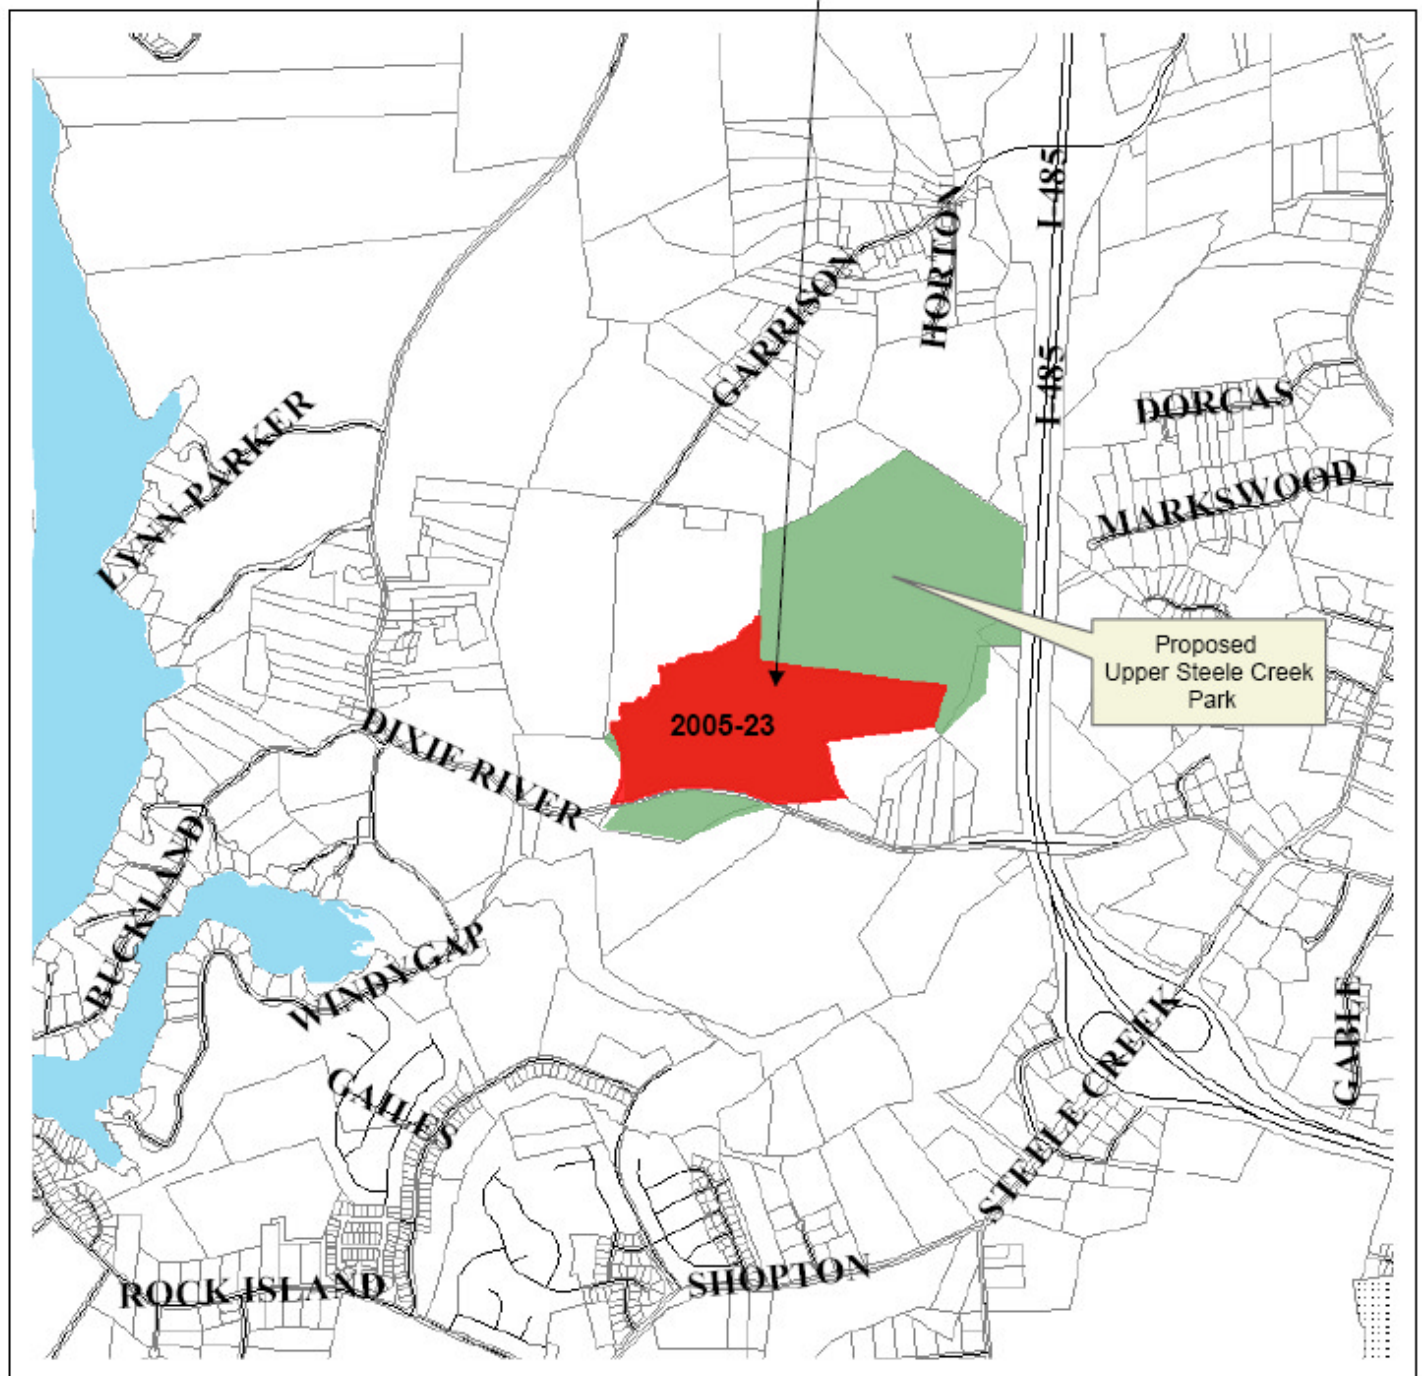 I-485
HORTON
GARRISON
I-485
DORCAS
LYNN PARKER
MARKSWOOD
Proposed
Upper Steele Creek
Park
2005-23
DIXIE RIVER
BUCKLAND
WINDYGAP
STEELE CREEK
GABLE
GALLES
SHOPTON
ROCK ISLAND